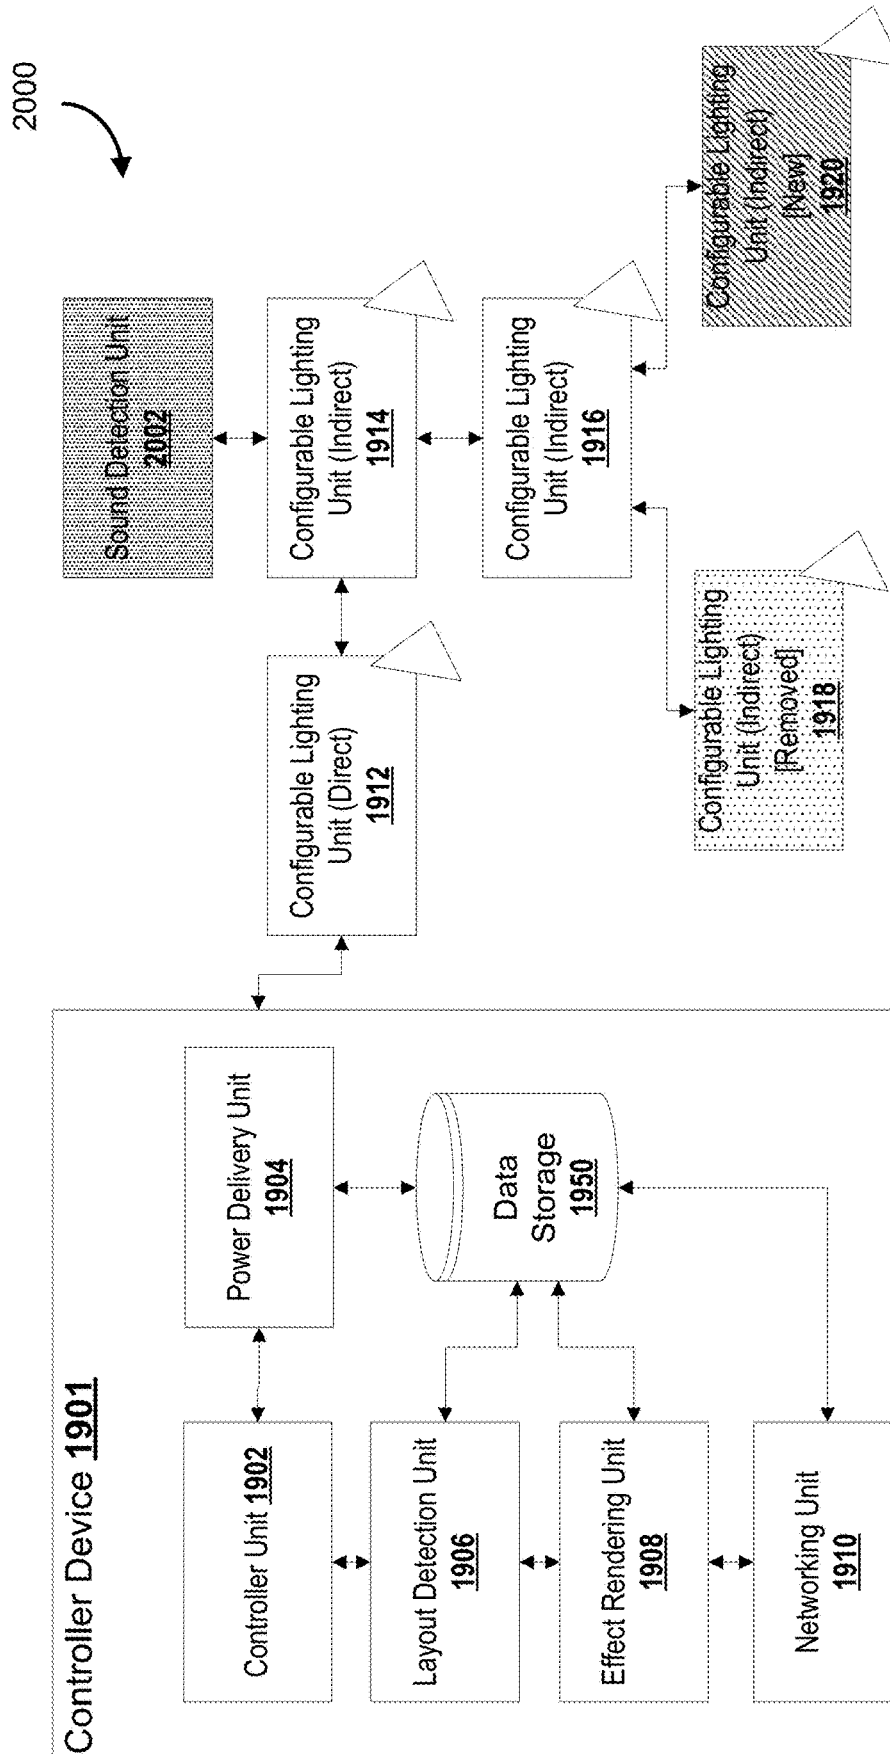 2000
Controller Device 1901
Controller Unit 1902
Power Delivery Unit
1904
Layout Detection Unit
1906
Effect Rendering Unit
1908
Networking Unit
1910
Data
Storage
1950
Configurable Lighting
Unit (Direct)
1912
Sound Detection Unit
2002
Configurable Lighting
Unit (Indirect)
1914
Configurable Lighting
Unit (Indirect)
1916
Configurable Lighting
Unit (Indirect)
[Removed]
1918
Configurable Lighting
Unit (Indirect)
[New]
1920